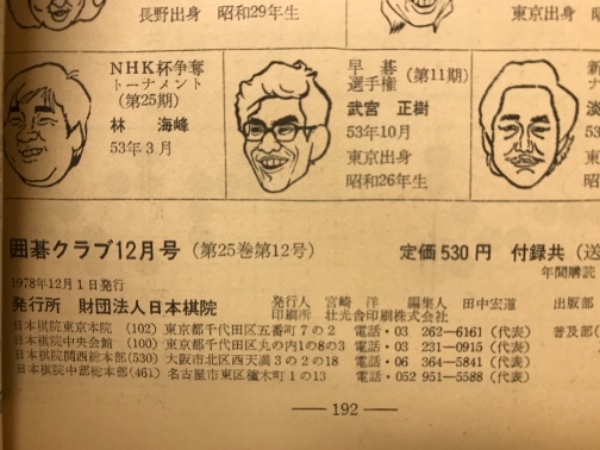 長野出身 昭和29年生
東京出身
NHK杯争奪
トーナメント
(第25期)
林 海峰
53年3月
早碁
選手権 (第11期)
武宮 正樹
53年10月
東京出身
昭和26年生
新
ナ
淡
53
東京
昭和
囲碁クラブ12月号 (第25巻第12号)
定価530円 付録共 (送
年間購読
1978年12月1日発行
発行所 財団法人日本棋院
発行人 宮崎 洋 編集人 田中宏道 出版部
印刷所 壮光舎印刷株式会社
日本棋院東京本院 (102) 東京都千代田区五番町7の2 電話・03 262―6161 (代表) 普及部(
日本棋院中央会館 (100) 東京都千代田区丸の内1の8の3 電話・03 231―0915 (代表)
日本棋院関西総本部(530) 大阪市北区西天満3の2の18 電話・06 364―5841 (代表)
日本棋院中部総本部(461) 名古屋市東区橦木町1の13 電話・052 951―5588 (代表)
― 192 ―